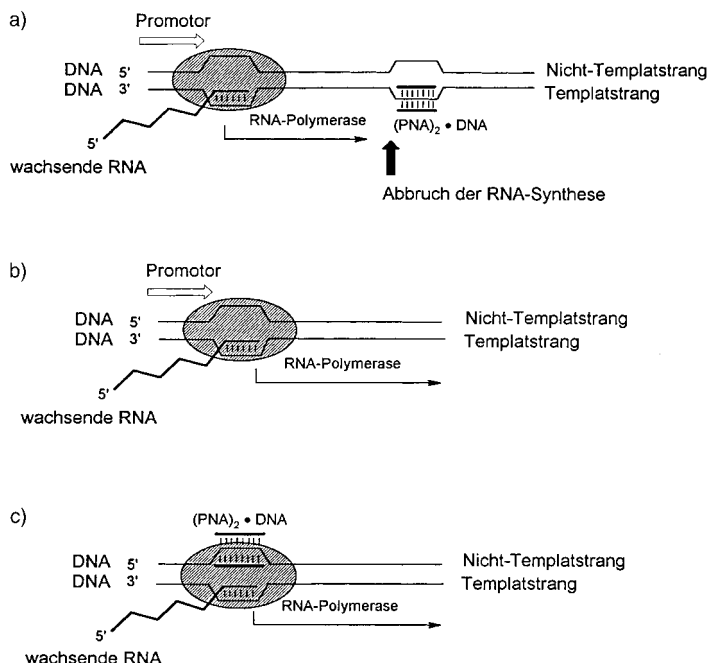 a)
Promotor
DNA 5'
DNA 3'
Nicht-Templatstrang
Templatstrang
RNA-Polymerase
(PNA)₂ • DNA
5'
wachsende RNA
Abbruch der RNA-Synthese
b)
Promotor
DNA 5'
DNA 3'
Nicht-Templatstrang
Templatstrang
RNA-Polymerase
5'
wachsende RNA
c)
(PNA)₂ • DNA
DNA 5'
DNA 3'
Nicht-Templatstrang
Templatstrang
RNA-Polymerase
5'
wachsende RNA